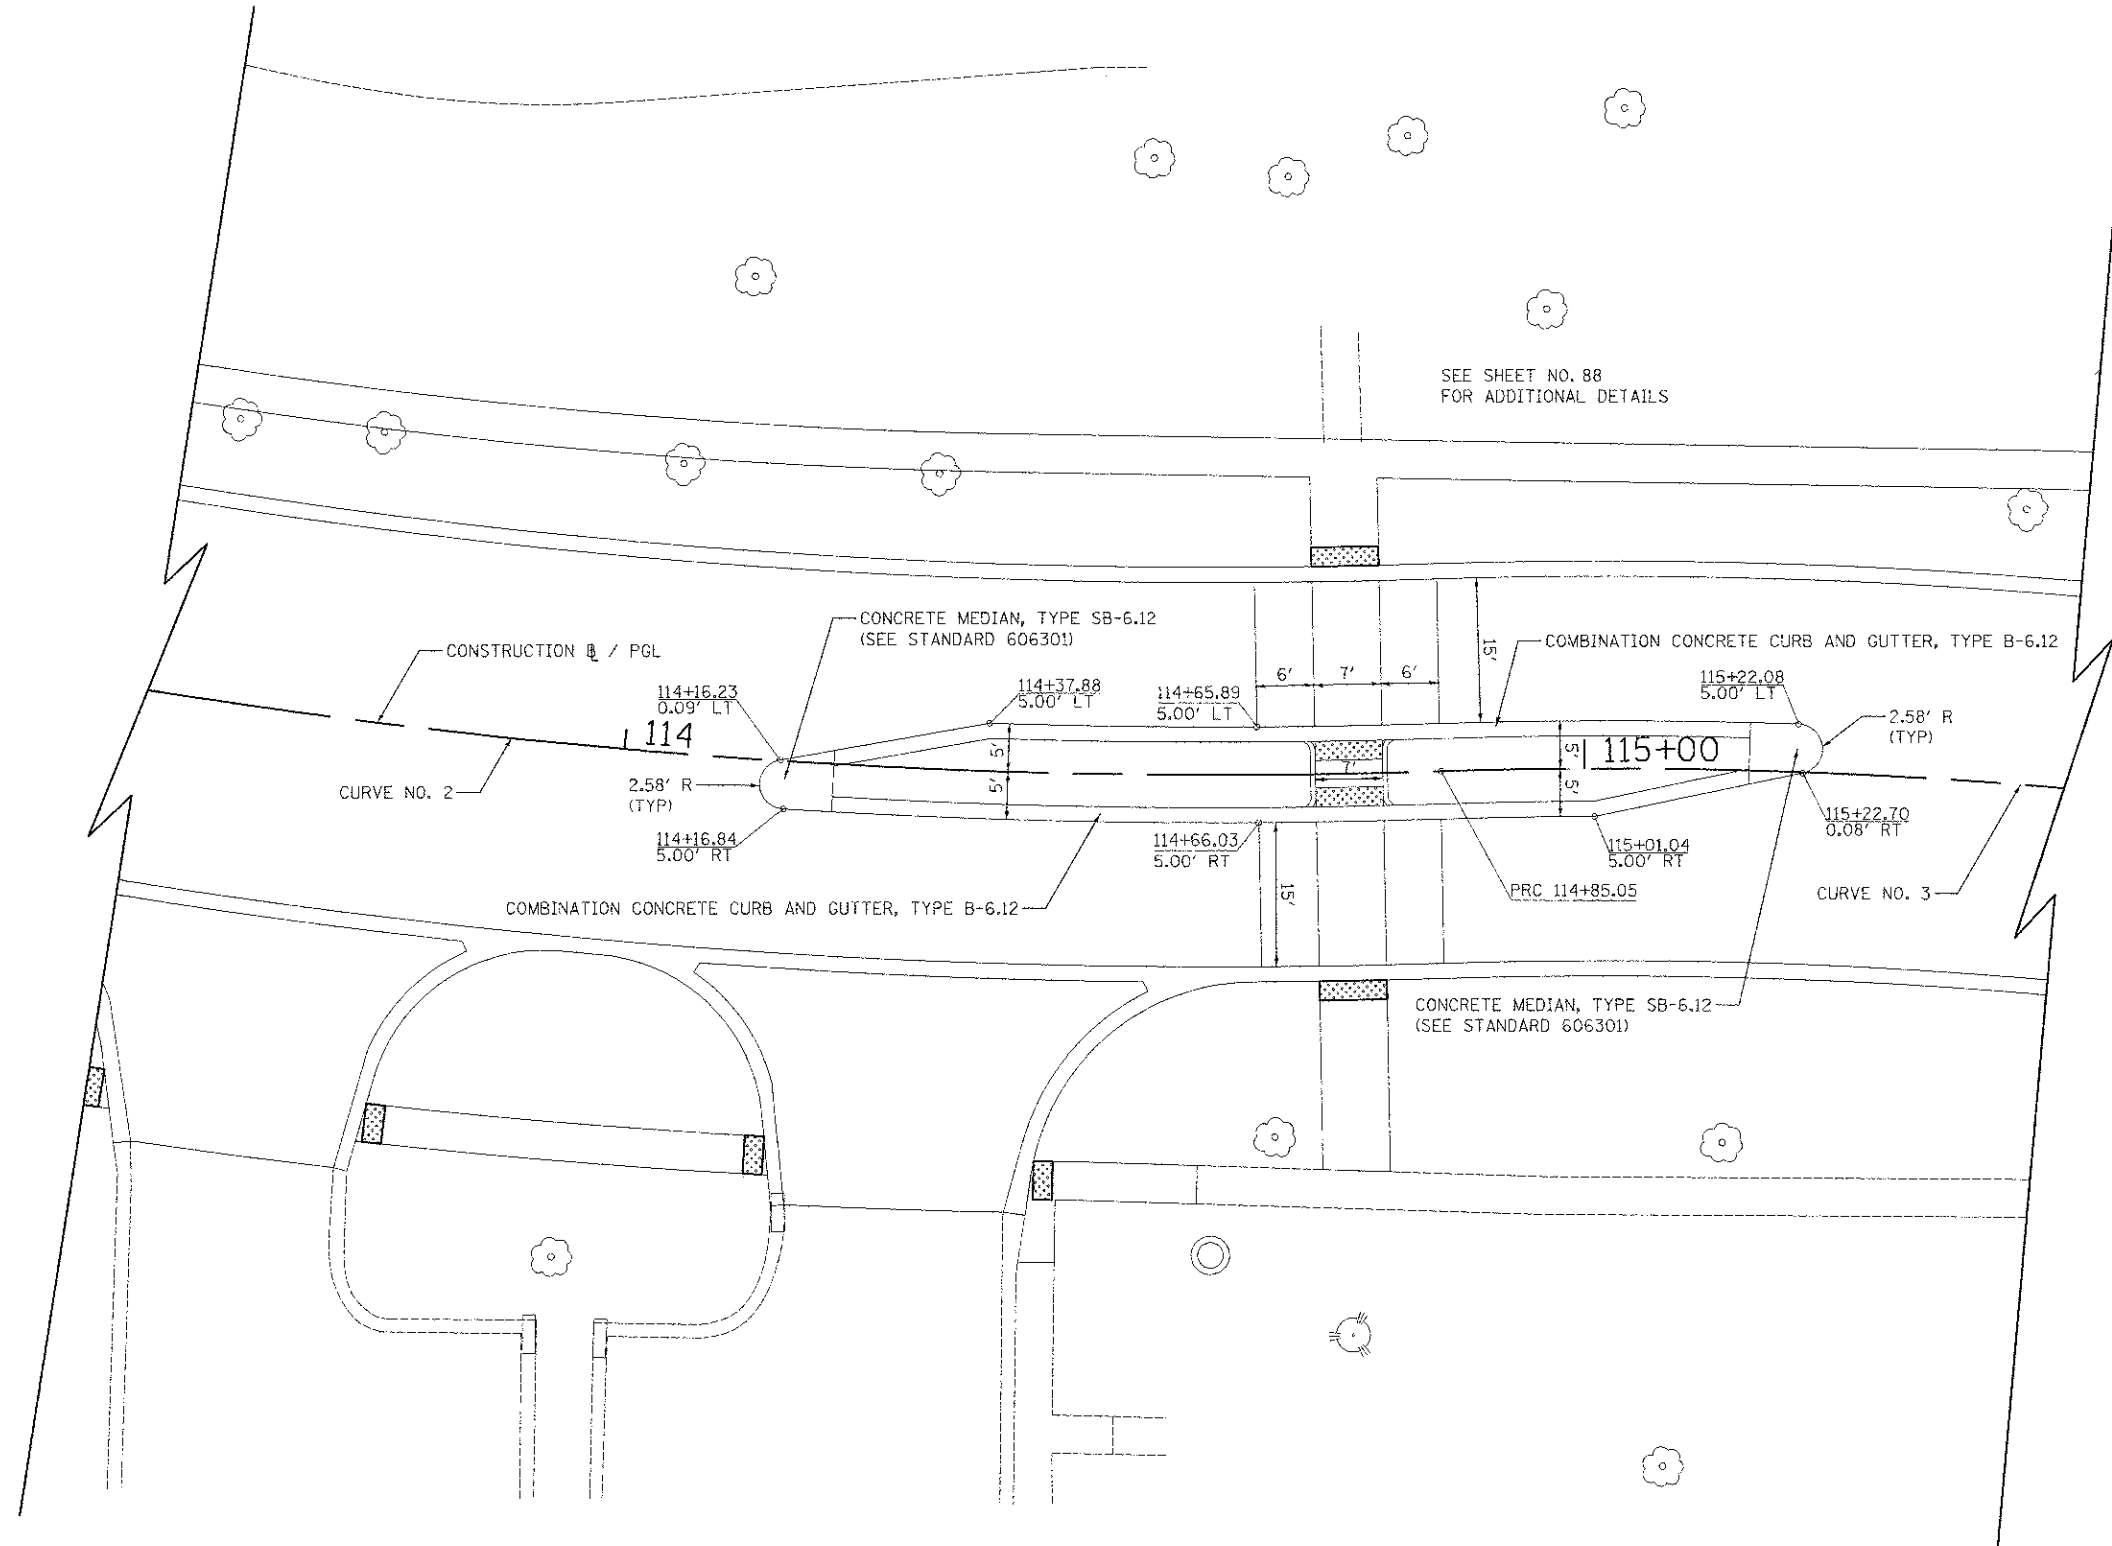 SEE SHEET NO. 88
FOR ADDITIONAL DETAILS
CONCRETE MEDIAN, TYPE SB-6.12
(SEE STANDARD 606301)
CONSTRUCTION B̲L / PGL
15'
COMBINATION CONCRETE CURB AND GUTTER, TYPE B-6.12
6'
7'
6'
114+16.23
0.09' LT
114+37.88
5.00' LT
114+65.89
5.00' LT
115+22.08
5.00' LT
2.58' R
(TYP)
114
5'
5'
115+00
7'
5'
5'
CURVE NO. 2
2.58' R
(TYP)
114+16.84
5.00' RT
114+66.03
5.00' RT
115+01.04
5.00' RT
115+22.70
0.08' RT
PRC 114+85.05
CURVE NO. 3
15'
COMBINATION CONCRETE CURB AND GUTTER, TYPE B-6.12
CONCRETE MEDIAN, TYPE SB-6.12
(SEE STANDARD 606301)